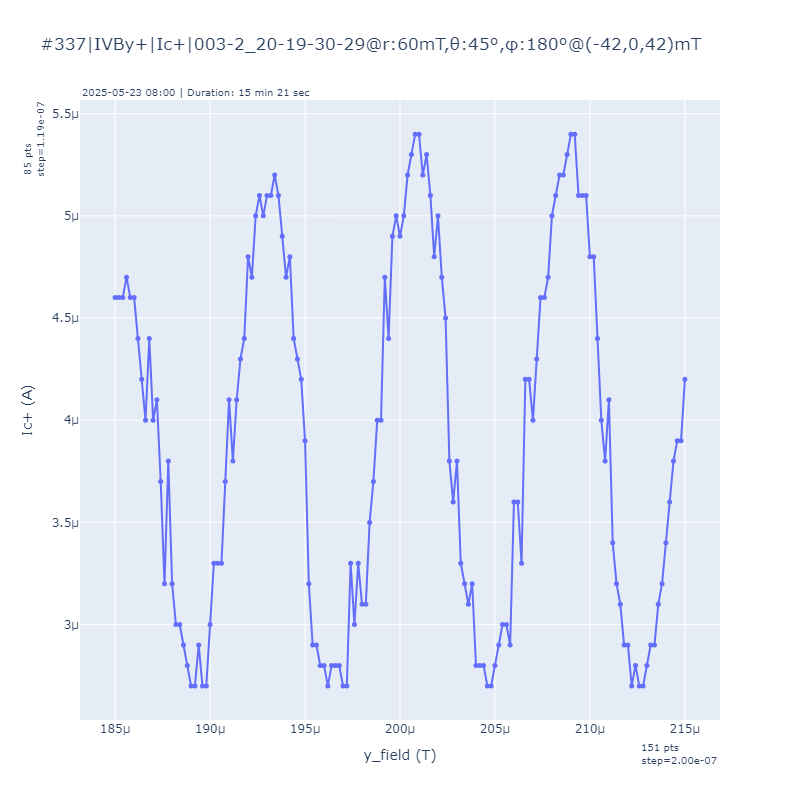 #337|IVBy+|Ic+|003-2_20-19-30-29@r:60mT,θ:45°,φ:180°@(-42,0,42)mT
2025-05-23 08:00 | Duration: 15 min 21 sec
85 pts
step=1.19e-07
5.5μ
5μ
4.5μ
4μ
3.5μ
3μ
Ic+ (A)
185μ
190μ
195μ
200μ
205μ
210μ
215μ
y_field (T)
151 pts
step=2.00e-07